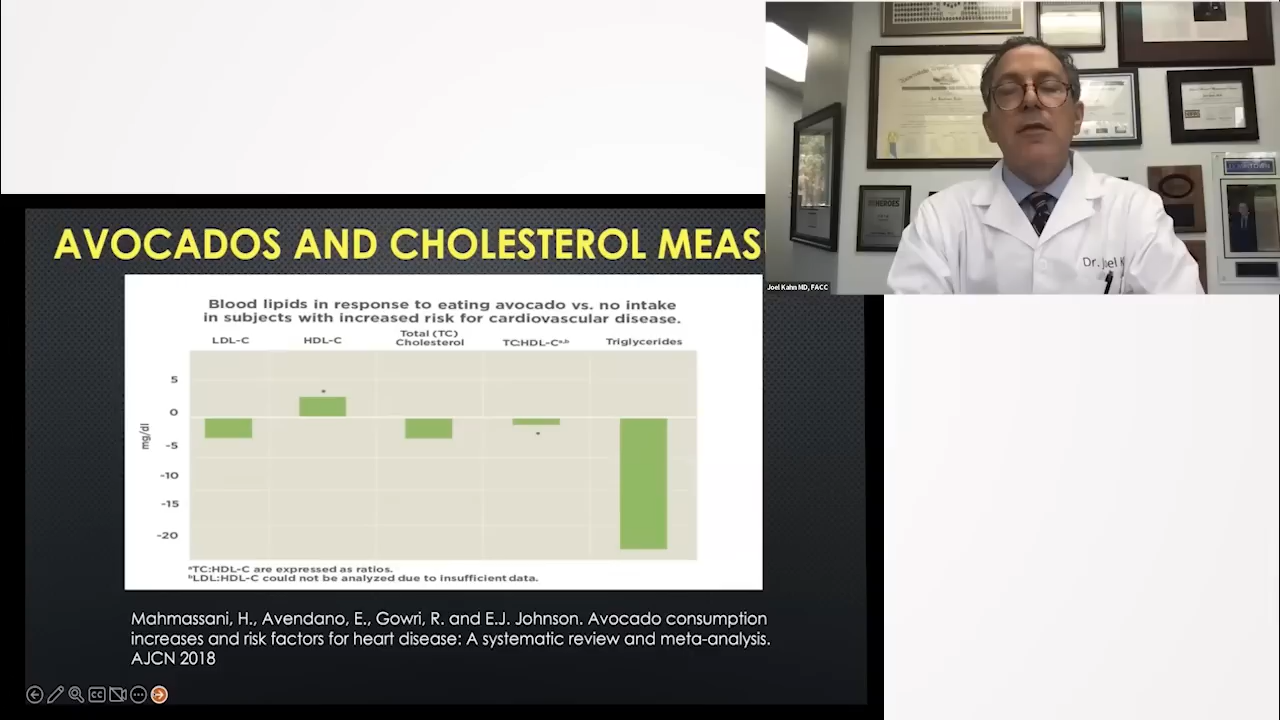 AVOCADOS AND CHOLESTEROL MEAS
Blood lipids in response to eating avocado vs. no intake
in subjects with increased risk for cardiovascular disease.
LDL-C HDL-C Total (TC) Cholesterol TC:HDL-Cᵃ,ᵇ Triglycerides
5
0
-5
-10
-15
-20
mg/dl
*
*
ᵃTC:HDL-C are expressed as ratios.
ᵇLDL:HDL-C could not be analyzed due to insufficient data.
Mahmassani, H., Avendano, E., Gowri, R. and E.J. Johnson. Avocado consumption
increases and risk factors for heart disease: A systematic review and meta-analysis.
AJCN 2018
CC
HEROES
Dr. Joel K
Joel Kahn MD, FACC